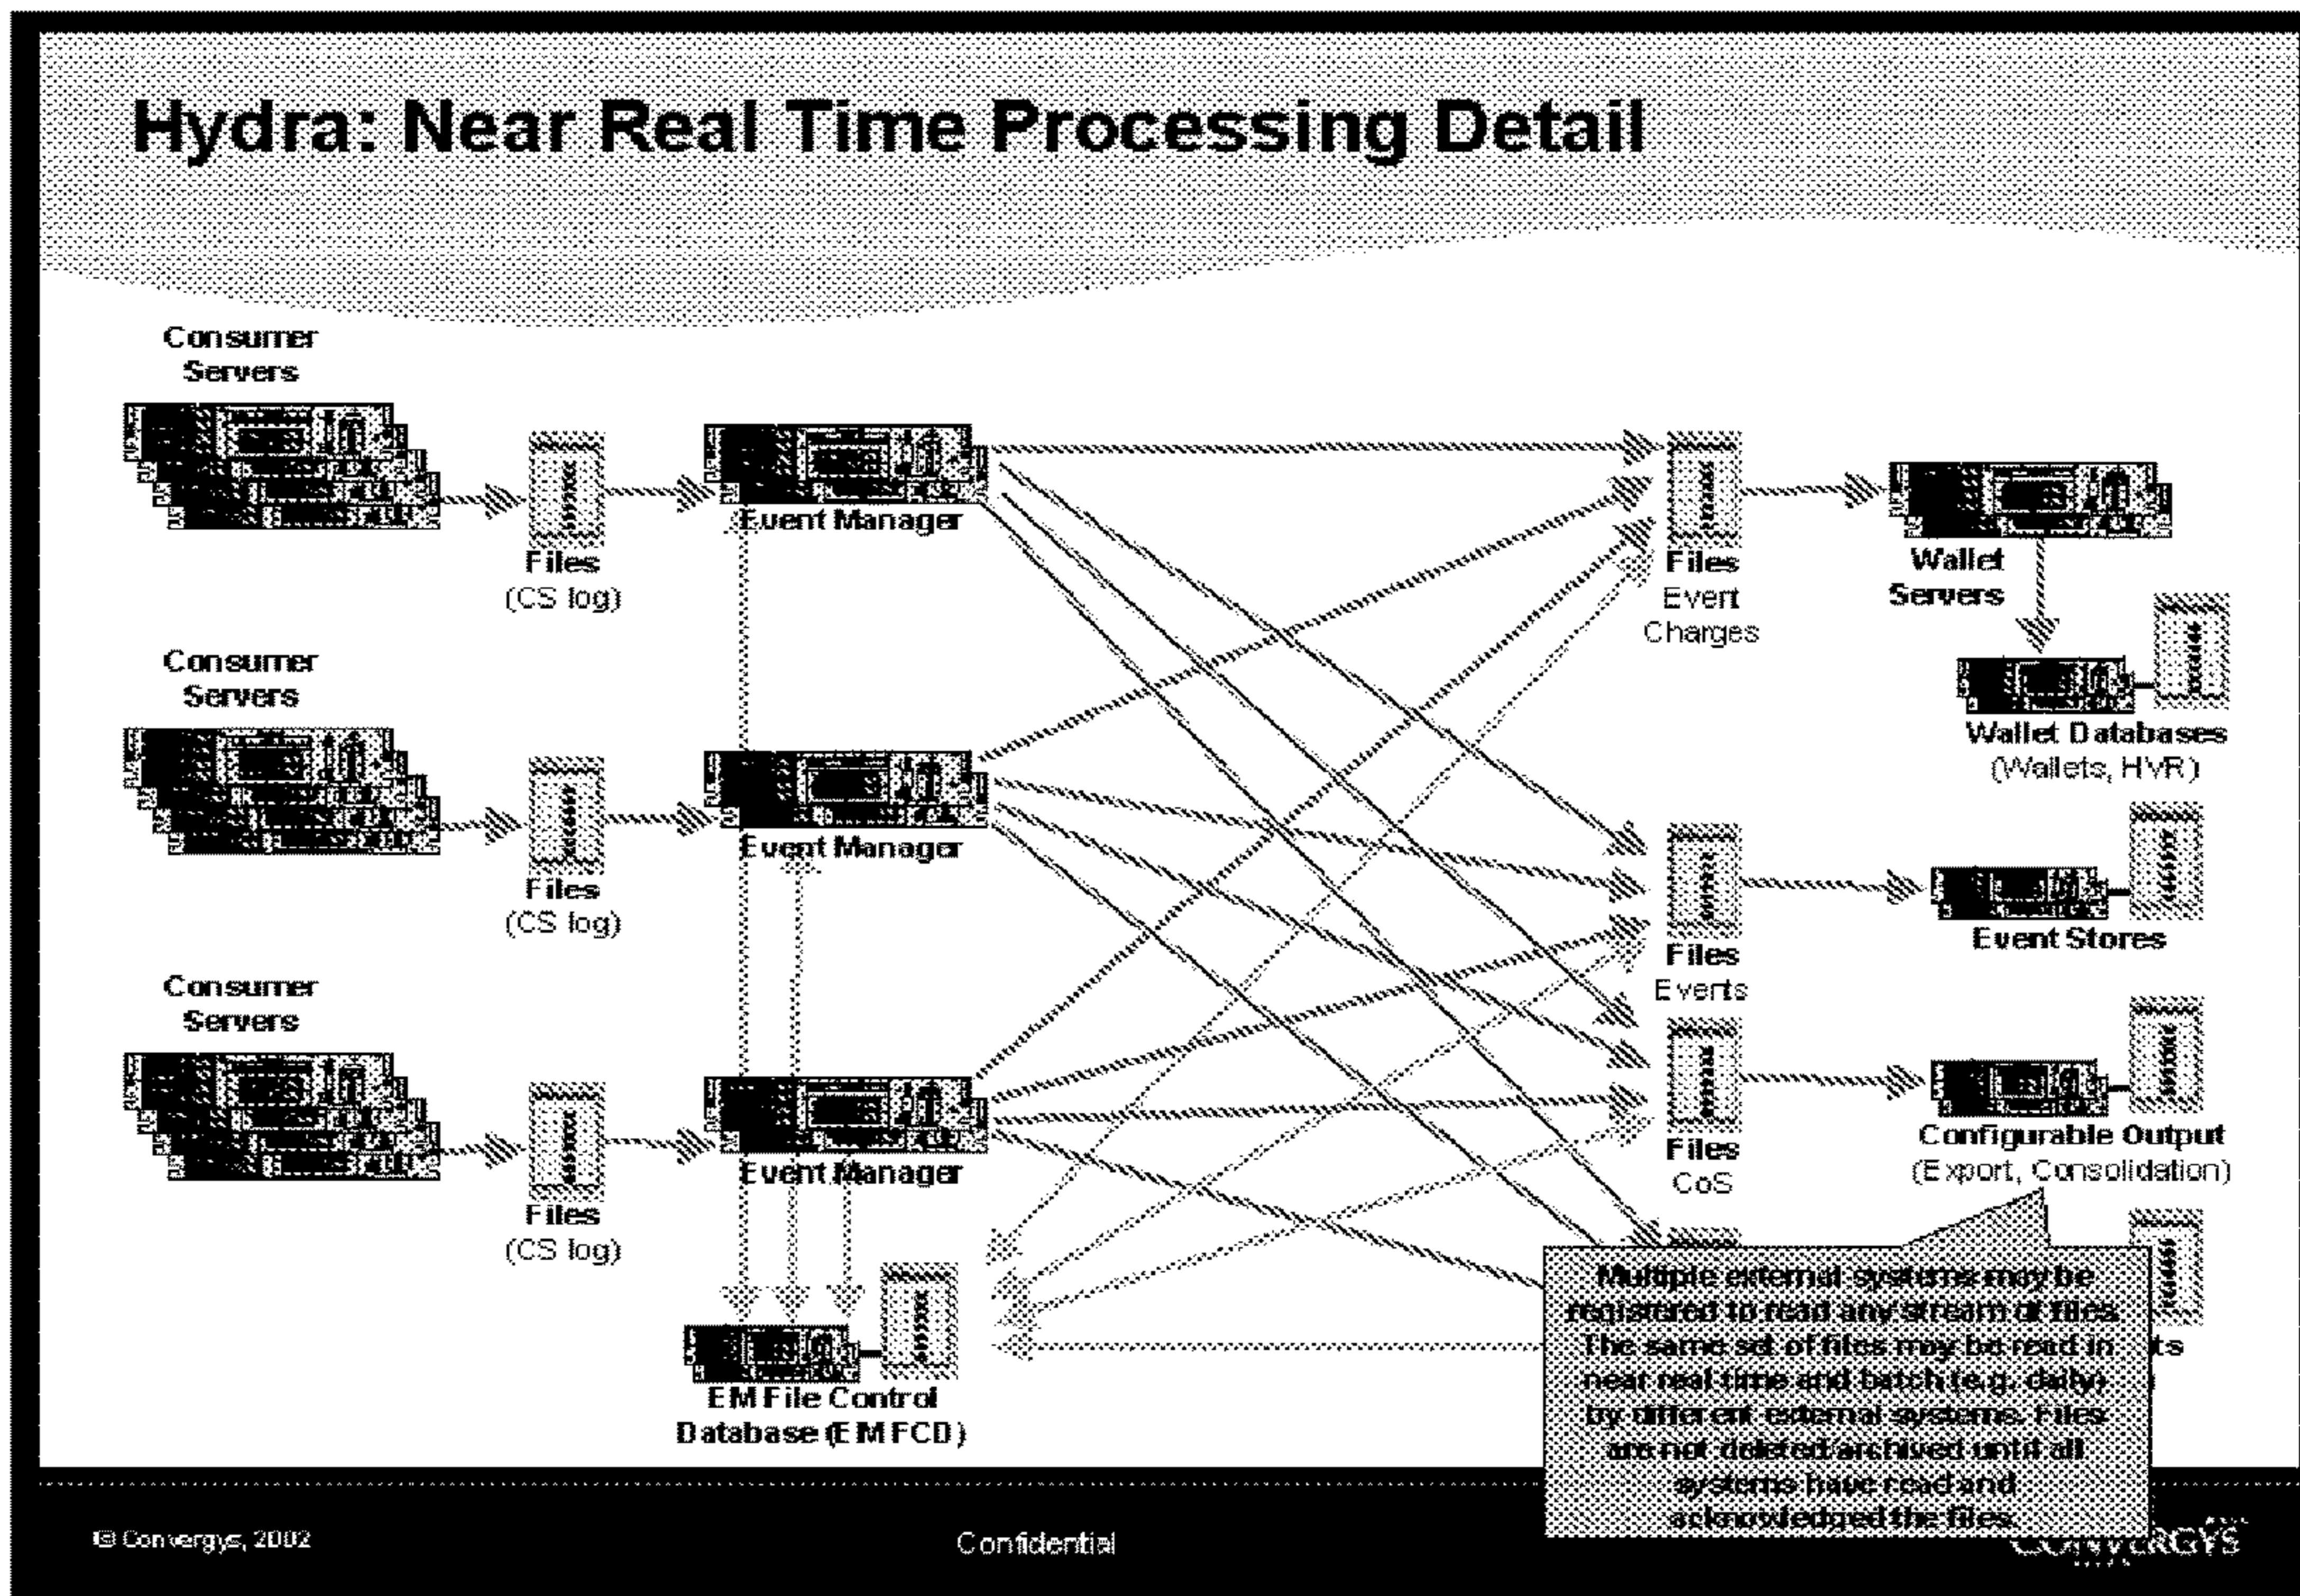 Hydra: Near Real Time Processing Detail
Consumer
Servers
Files
(CS log)
Event Manager
Files
Event
Charges
Wallet
Servers
Wallet Databases
(Wallets, HVR)
Consumer
Servers
Files
(CS log)
Event Manager
Files
Events
Event Stores
Consumer
Servers
Files
(CS log)
Event Manager
Files
CoS
Configurable Output
(Export, Consolidation)
EM File Control
Database (EMFCD)
Multiple external systems may be
registered to read any stream of files.
The same set of files may be read in
near real time and batch (e.g. daily)
by different external systems. Files
are not deleted archived until all
systems have read and
acknowledged the files.
ts
© Convergys, 2002
Confidential
CONVERGYS